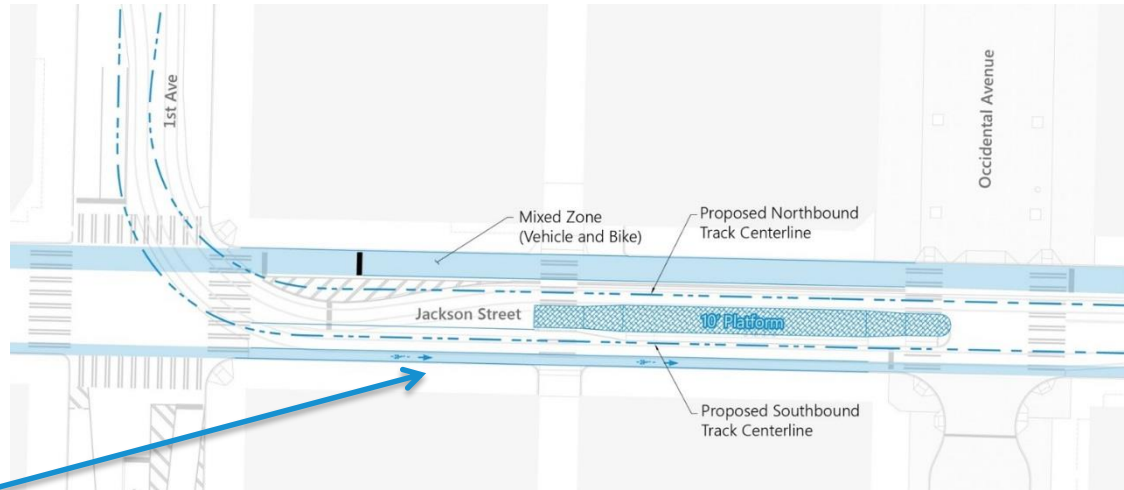 1st Ave
Occidental Avenue
Mixed Zone
(Vehicle and Bike)
Proposed Northbound
Track Centerline
Jackson Street
10' Platform
Proposed Southbound
Track Centerline